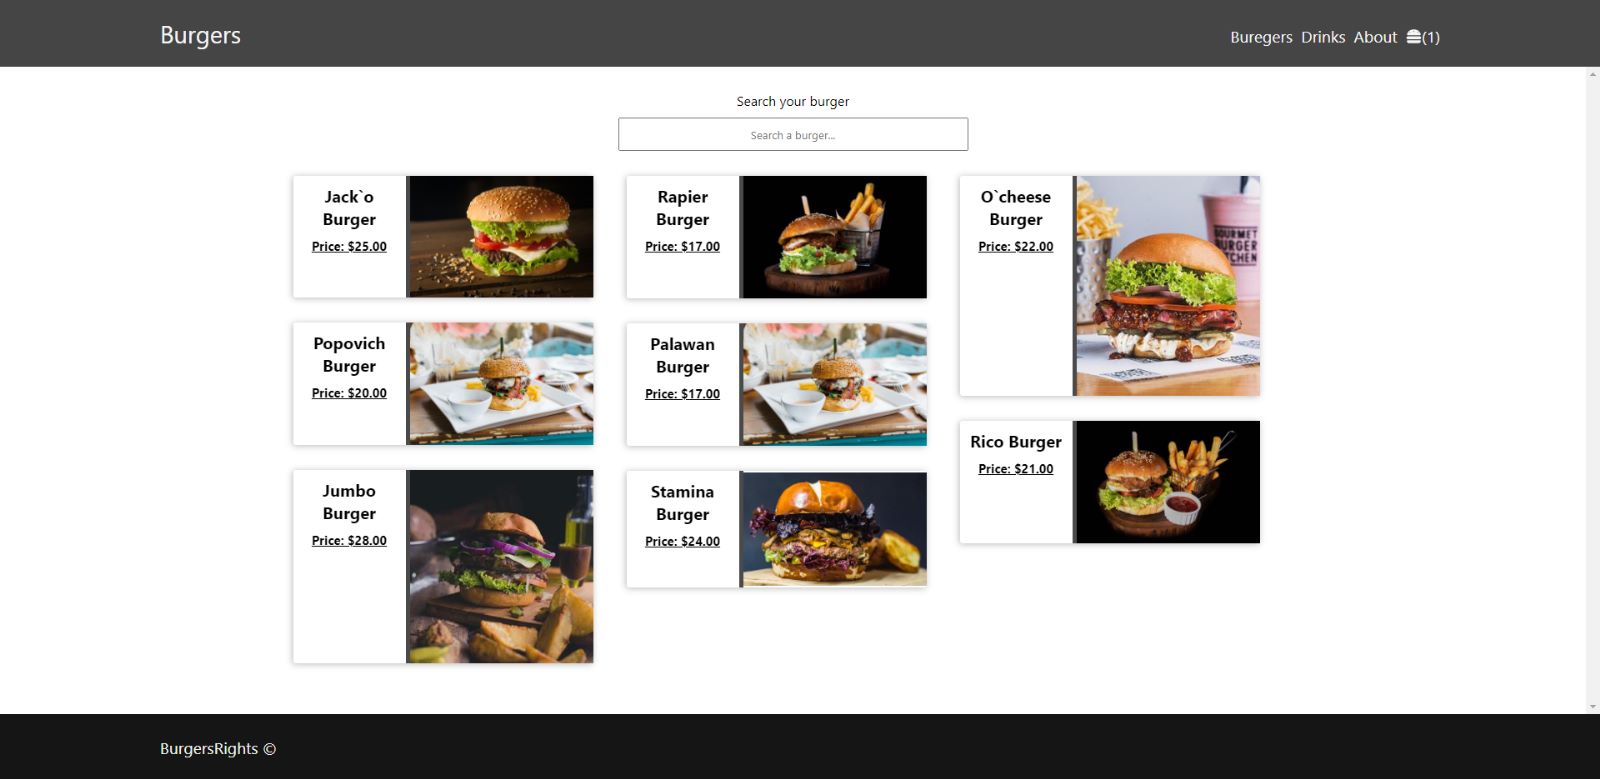 Burgers
Buregers Drinks About (1)
Search your burger
Search a burger...
Jack`o
Burger
Price: $25.00
Rapier
Burger
Price: $17.00
O`cheese
Burger
Price: $22.00
GOURMET
BURGER
KITCHEN
Popovich
Burger
Price: $20.00
Palawan
Burger
Price: $17.00
Rico Burger
Price: $21.00
Jumbo
Burger
Price: $28.00
Stamina
Burger
Price: $24.00
BurgersRights ©